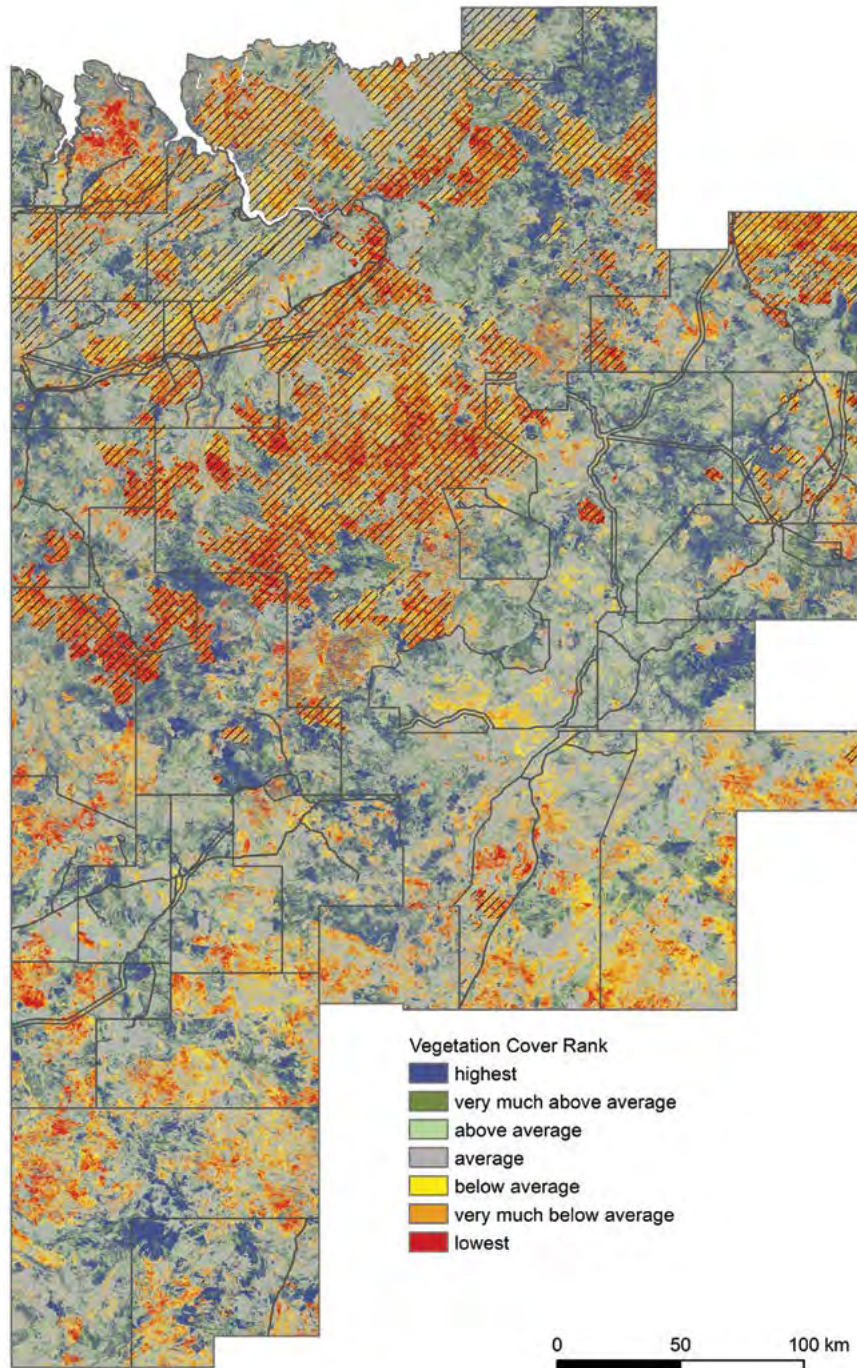 Vegetation Cover Rank
highest
very much above average
above average
average
below average
very much below average
lowest
0 50 100 km